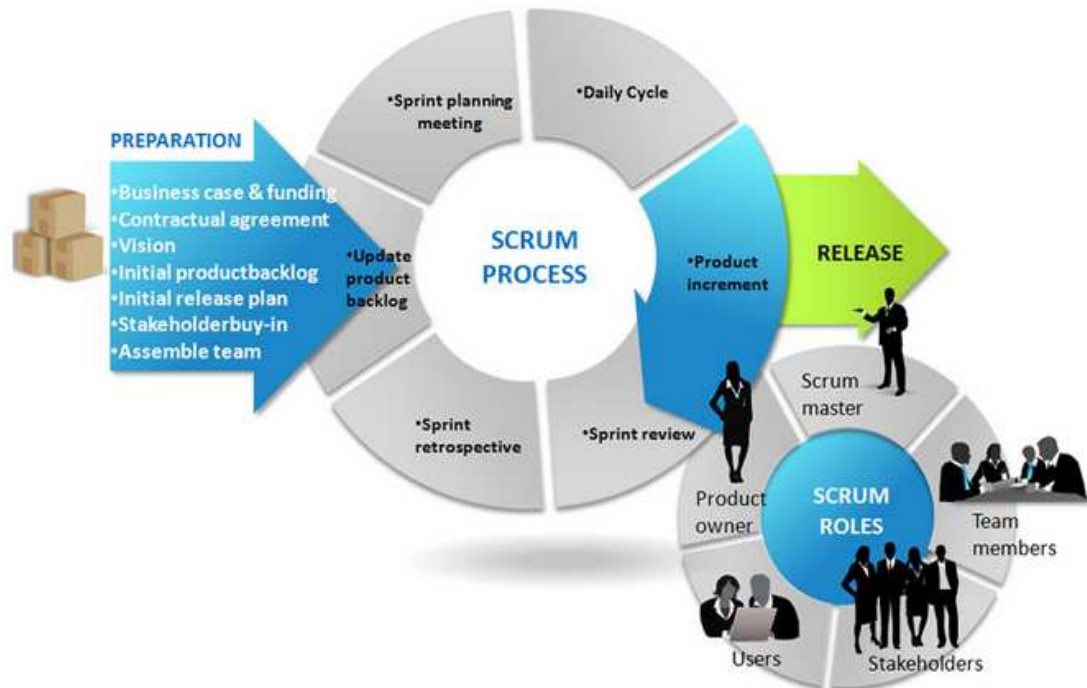 PREPARATION
•Business case & funding
•Contractual agreement
•Vision
•Initial productbacklog
•Initial release plan
•Stakeholderbuy-in
•Assemble team
•Update
product
backlog
•Sprint planning
meeting
•Daily Cycle
SCRUM
PROCESS
•Product
increment
•Sprint review
•Sprint
retrospective
RELEASE
Scrum
master
Product
owner
SCRUM
ROLES
Team
members
Users
Stakeholders